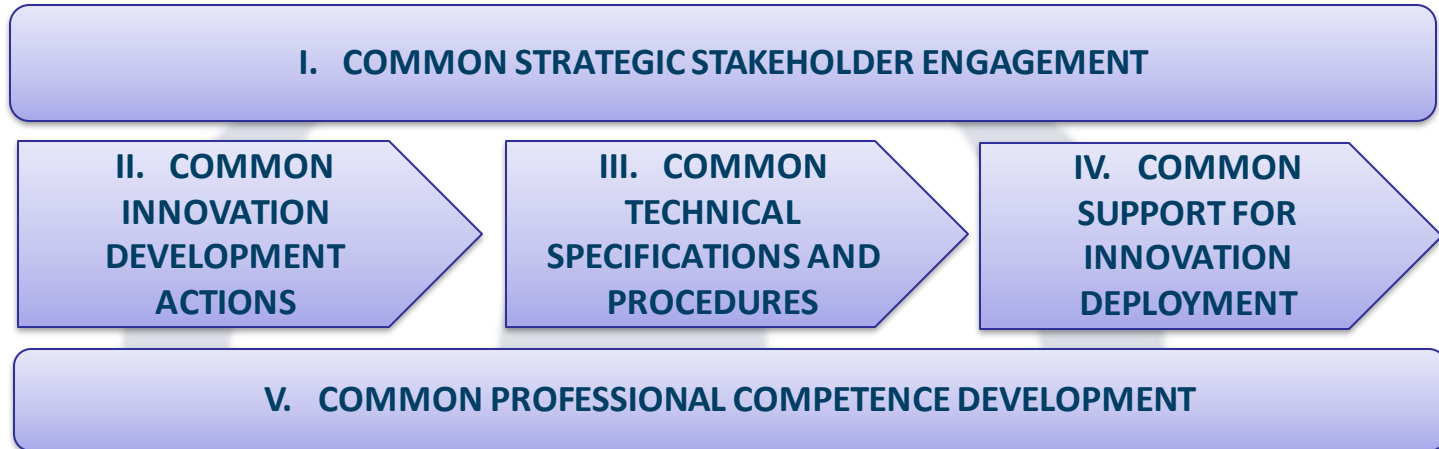 I. COMMON STRATEGIC STAKEHOLDER ENGAGEMENT
II. COMMON
INNOVATION
DEVELOPMENT
ACTIONS
III. COMMON
TECHNICAL
SPECIFICATIONS AND
PROCEDURES
IV. COMMON
SUPPORT FOR
INNOVATION
DEPLOYMENT
V. COMMON PROFESSIONAL COMPETENCE DEVELOPMENT